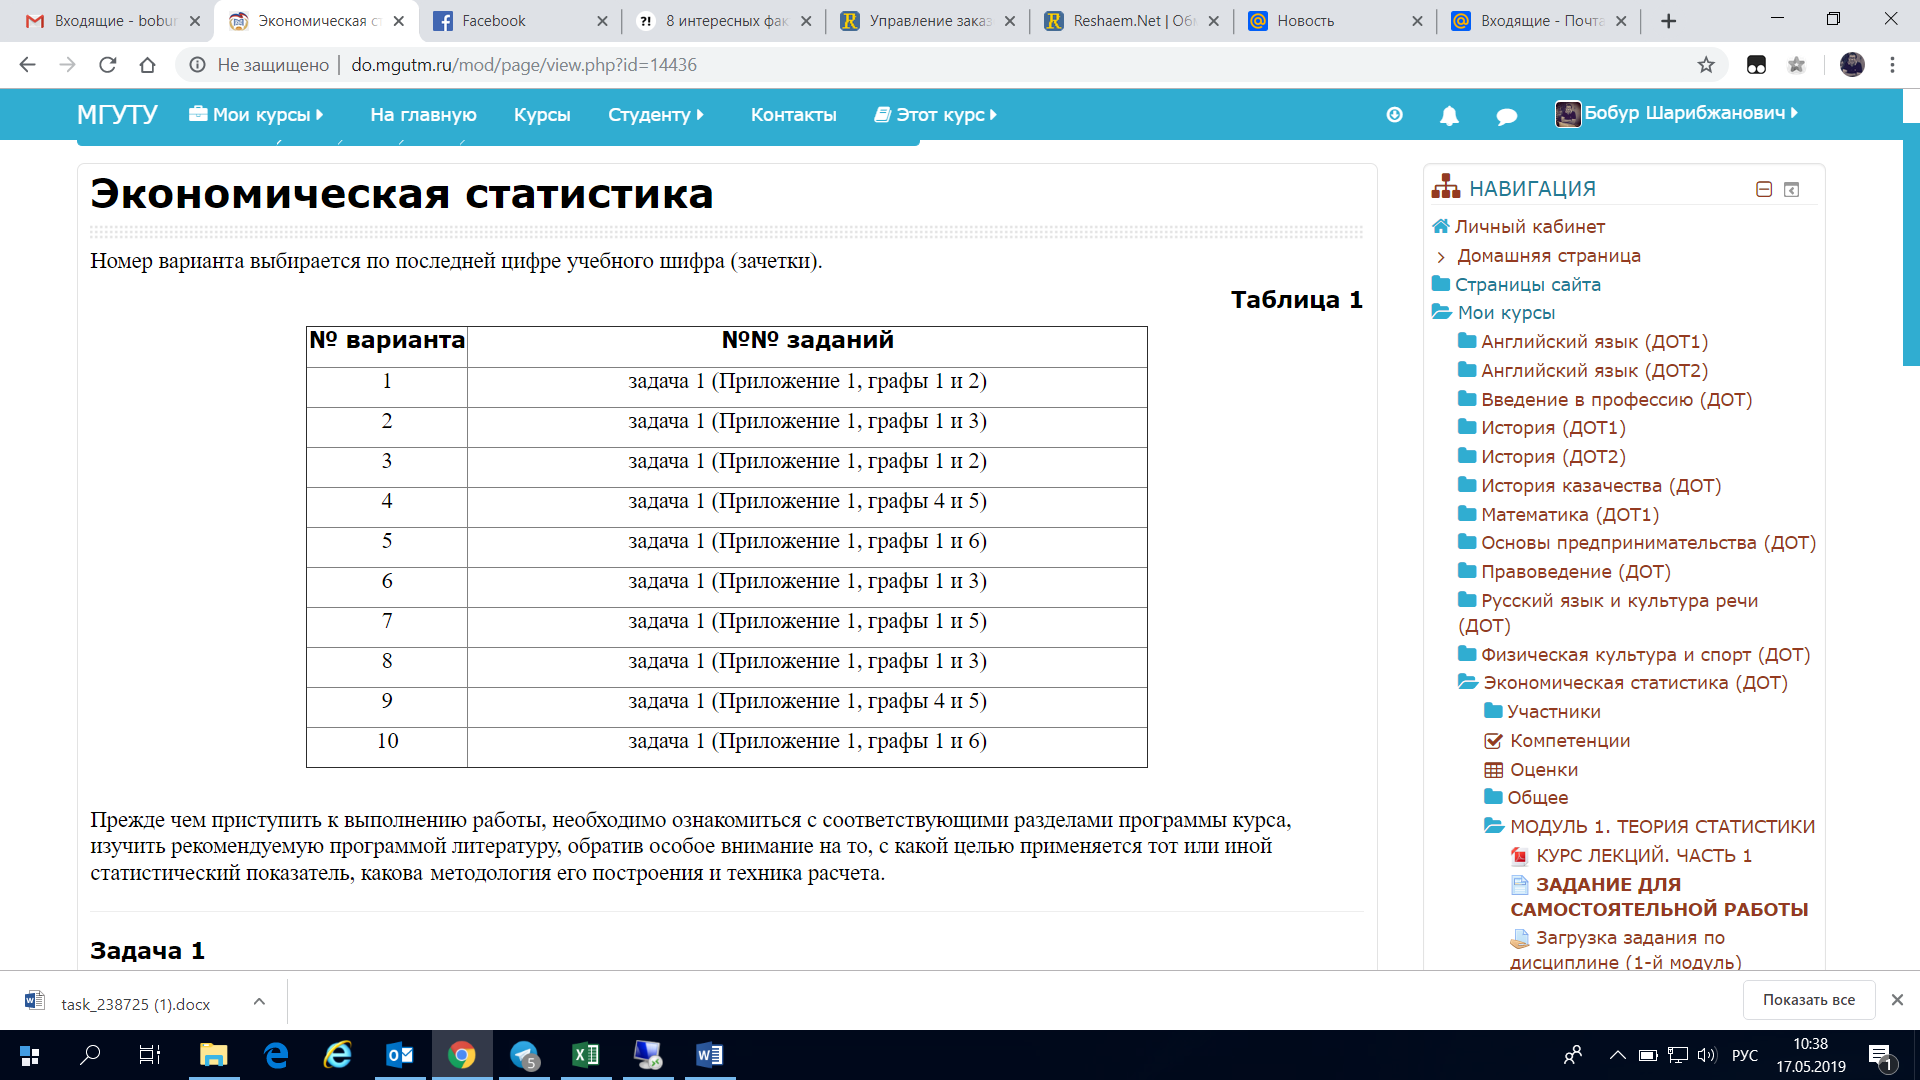 Входящие - bobur
Экономическая ст
Facebook
8 интересных фак
Управление заказ
Reshaem.Net | Об
Новость
Входящие - Почта
Не защищено | do.mgutm.ru/mod/page/view.php?id=14436
МГУТУ Мои курсы На главную Курсы Студенту Контакты Этот курс Бобур Шарибжанович
Экономическая статистика
Номер варианта выбирается по последней цифре учебного шифра (зачетки).
Таблица 1
№ варианта №№ заданий
1 задача 1 (Приложение 1, графы 1 и 2)
2 задача 1 (Приложение 1, графы 1 и 3)
3 задача 1 (Приложение 1, графы 1 и 2)
4 задача 1 (Приложение 1, графы 4 и 5)
5 задача 1 (Приложение 1, графы 1 и 6)
6 задача 1 (Приложение 1, графы 1 и 3)
7 задача 1 (Приложение 1, графы 1 и 5)
8 задача 1 (Приложение 1, графы 1 и 3)
9 задача 1 (Приложение 1, графы 4 и 5)
10 задача 1 (Приложение 1, графы 1 и 6)
Прежде чем приступить к выполнению работы, необходимо ознакомиться с соответствующими разделами программы курса,
изучить рекомендуемую программой литературу, обратив особое внимание на то, с какой целью применяется тот или иной
статистический показатель, какова методология его построения и техника расчета.
Задача 1
НАВИГАЦИЯ
Личный кабинет
Домашняя страница
Страницы сайта
Мои курсы
Английский язык (ДОТ1)
Английский язык (ДОТ2)
Введение в профессию (ДОТ)
История (ДОТ1)
История (ДОТ2)
История казачества (ДОТ)
Математика (ДОТ1)
Основы предпринимательства (ДОТ)
Правоведение (ДОТ)
Русский язык и культура речи
(ДОТ)
Физическая культура и спорт (ДОТ)
Экономическая статистика (ДОТ)
Участники
Компетенции
Оценки
Общее
МОДУЛЬ 1. ТЕОРИЯ СТАТИСТИКИ
КУРС ЛЕКЦИЙ. ЧАСТЬ 1
ЗАДАНИЕ ДЛЯ
САМОСТОЯТЕЛЬНОЙ РАБОТЫ
Загрузка задания по
дисциплине (1-й модуль)
task_238725 (1).docx
Показать все
5
РУС
10:38
17.05.2019
1